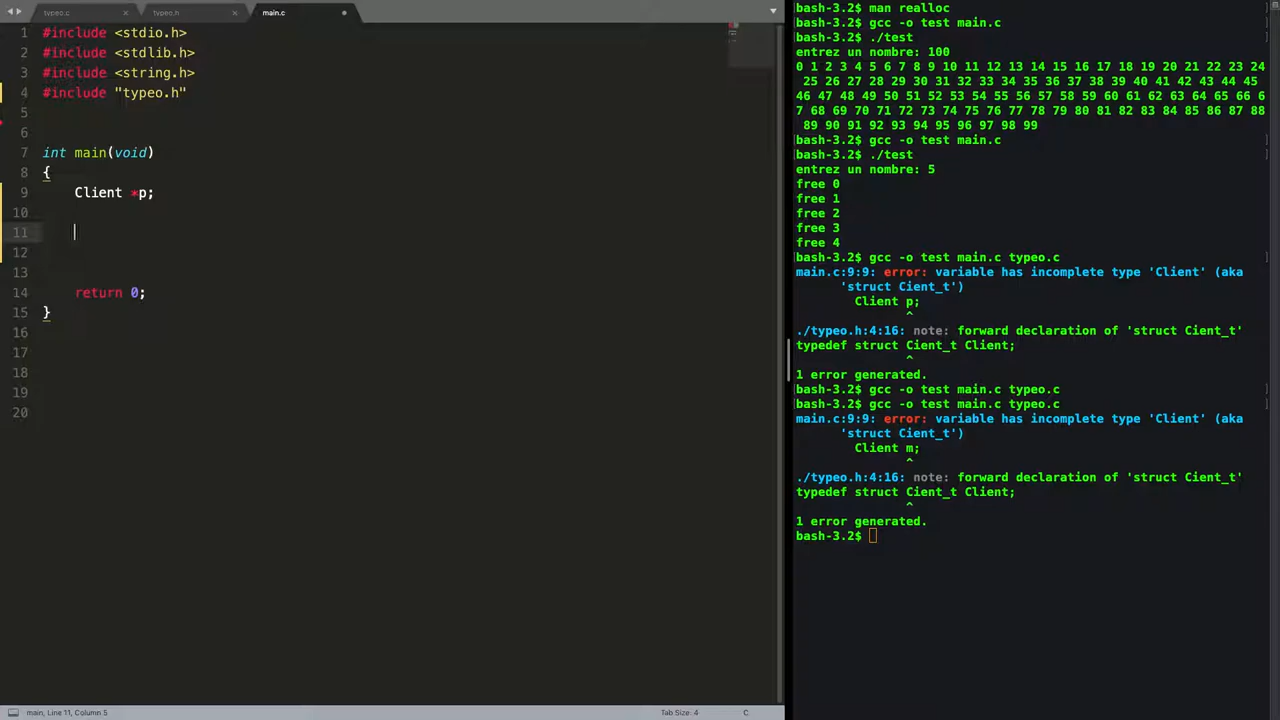 typeo.c
typeo.h
main.c
1 #include <stdio.h>
2 #include <stdlib.h>
3 #include <string.h>
4 #include "typeo.h"
5
6
7 int main(void)
8 {
9 Client *p;
10
11
12
13
14 return 0;
15 }
16
17
18
19
20
main, Line 11, Column 5
Tab Size: 4
C
bash-3.2$ man realloc
bash-3.2$ gcc -o test main.c
bash-3.2$ ./test
entrez un nombre: 100
0 1 2 3 4 5 6 7 8 9 10 11 12 13 14 15 16 17 18 19 20 21 22 23 24
25 26 27 28 29 30 31 32 33 34 35 36 37 38 39 40 41 42 43 44 45
46 47 48 49 50 51 52 53 54 55 56 57 58 59 60 61 62 63 64 65 66 6
7 68 69 70 71 72 73 74 75 76 77 78 79 80 81 82 83 84 85 86 87 88
89 90 91 92 93 94 95 96 97 98 99
bash-3.2$ gcc -o test main.c
bash-3.2$ ./test
entrez un nombre: 5
free 0
free 1
free 2
free 3
free 4
bash-3.2$ gcc -o test main.c typeo.c
main.c:9:9: error: variable has incomplete type 'Client' (aka
'struct Cient_t')
Client p;
^
./typeo.h:4:16: note: forward declaration of 'struct Cient_t'
typedef struct Cient_t Client;
^
1 error generated.
bash-3.2$ gcc -o test main.c typeo.c
bash-3.2$ gcc -o test main.c typeo.c
main.c:9:9: error: variable has incomplete type 'Client' (aka
'struct Cient_t')
Client m;
^
./typeo.h:4:16: note: forward declaration of 'struct Cient_t'
typedef struct Cient_t Client;
^
1 error generated.
bash-3.2$